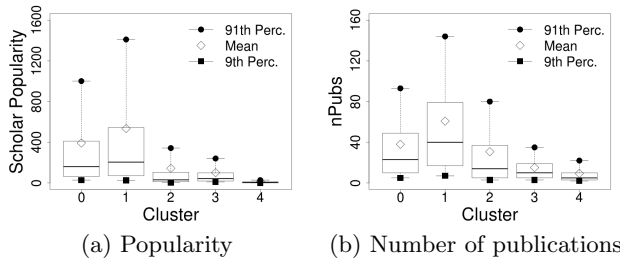 Scholar Popularity
1600
1200
800
400
0
91th Perc.
Mean
9th Perc.
0 1 2 3 4
Cluster
(a) Popularity
nPubs
160
120
80
40
0
91th Perc.
Mean
9th Perc.
0 1 2 3 4
Cluster
(b) Number of publications